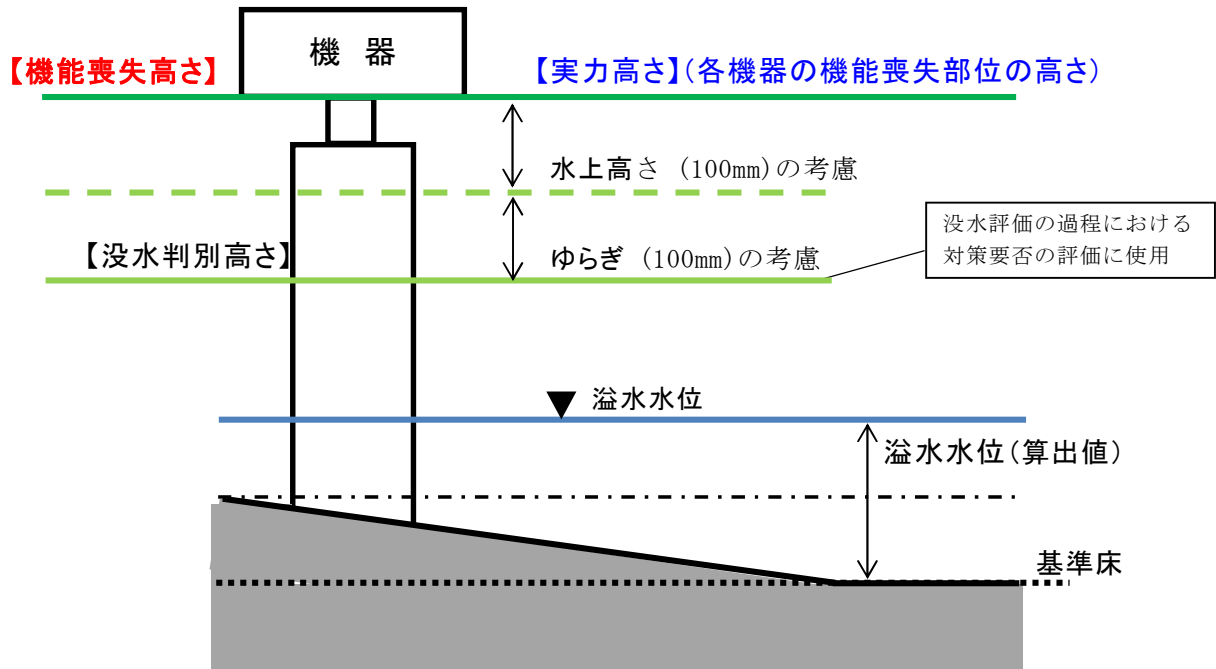 機 器
【機能喪失高さ】
【実力高さ】(各機器の機能喪失部位の高さ)
水上高さ (100mm)の考慮
没水評価の過程における
対策要否の評価に使用
【没水判別高さ】
ゆらぎ (100mm)の考慮
▼ 溢水水位
溢水水位(算出値)
基準床